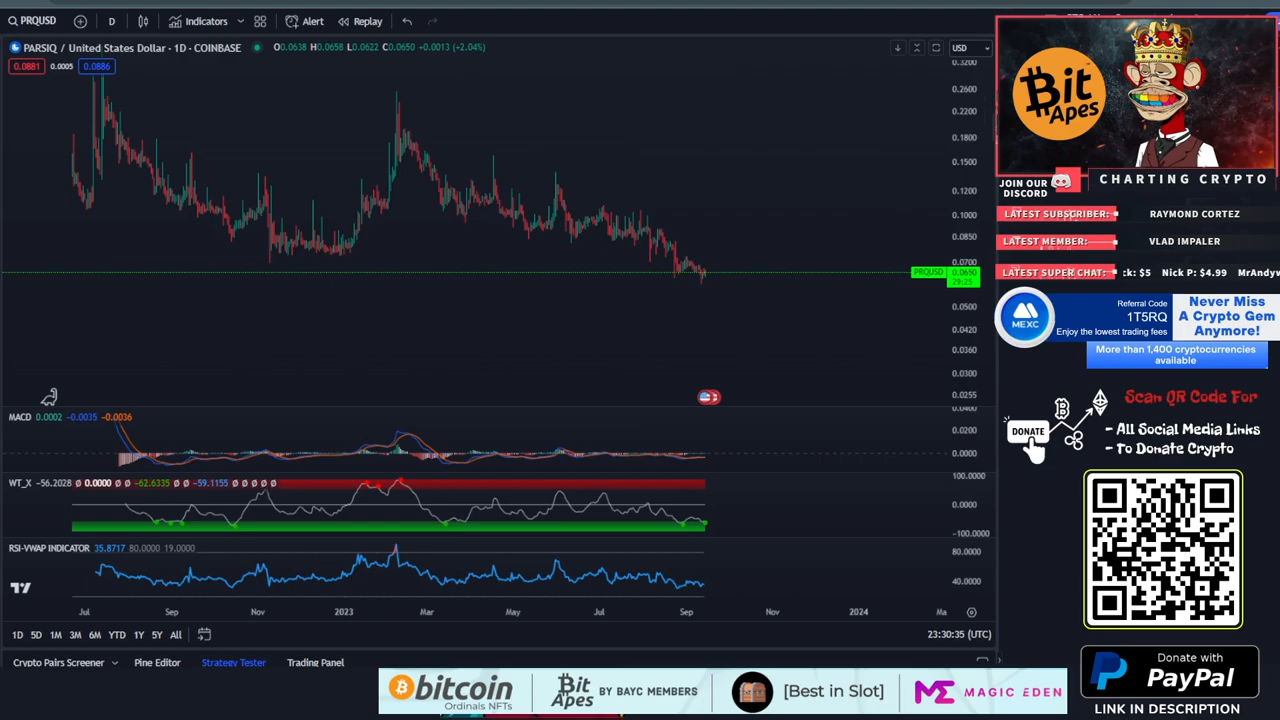 PRQUSD
D
Indicators
Alert
Replay
PARSIQ / United States Dollar · 1D · COINBASE
O0.0638 H0.0658 L0.0622 C0.0650 +0.0013 (+2.04%)
USD
0.0881
0.0005
0.0886
0.3200
0.2600
0.2200
0.1800
0.1500
0.1200
0.1000
0.0850
0.0700
PRQUSD
0.0650
29:25
0.0500
0.0420
0.0360
0.0300
0.0255
MACD 0.0002 -0.0035 -0.0036
0.0400
0.0200
0.0000
WT_X -56.2028 Ø 0.0000 Ø Ø -62.6335 Ø Ø -59.1155 Ø Ø Ø Ø Ø
100.0000
0.0000
-100.0000
RSI-VWAP INDICATOR 35.8717 80.0000 19.0000
80.0000
40.0000
Jul Sep Nov 2023 Mar May Jul Sep Nov 2024 Ma
1D 5D 1M 3M 6M YTD 1Y 5Y All
23:30:35 (UTC)
Crypto Pairs Screener
Pine Editor
Strategy Tester
Trading Panel
Bit
Apes
JOIN OUR
DISCORD
CHARTING CRYPTO
LATEST SUBSCRIBER:
RAYMOND CORTEZ
LATEST MEMBER:
VLAD IMPALER
LATEST SUPER CHAT:
ck: $5 Nick P: $4.99 MrAndyw
MEXC
Referral Code
1T5RQ
Enjoy the lowest trading fees
Never Miss
A Crypto Gem
Anymore!
More than 1,400 cryptocurrencies
available
DONATE
Scan QR Code For
- All Social Media Links
- To Donate Crypto
Donate with
PayPal
LINK IN DESCRIPTION
bitcoin
Ordinals NFTs
Bit
Apes
BY BAYC MEMBERS
[Best in Slot]
MAGIC EDEN